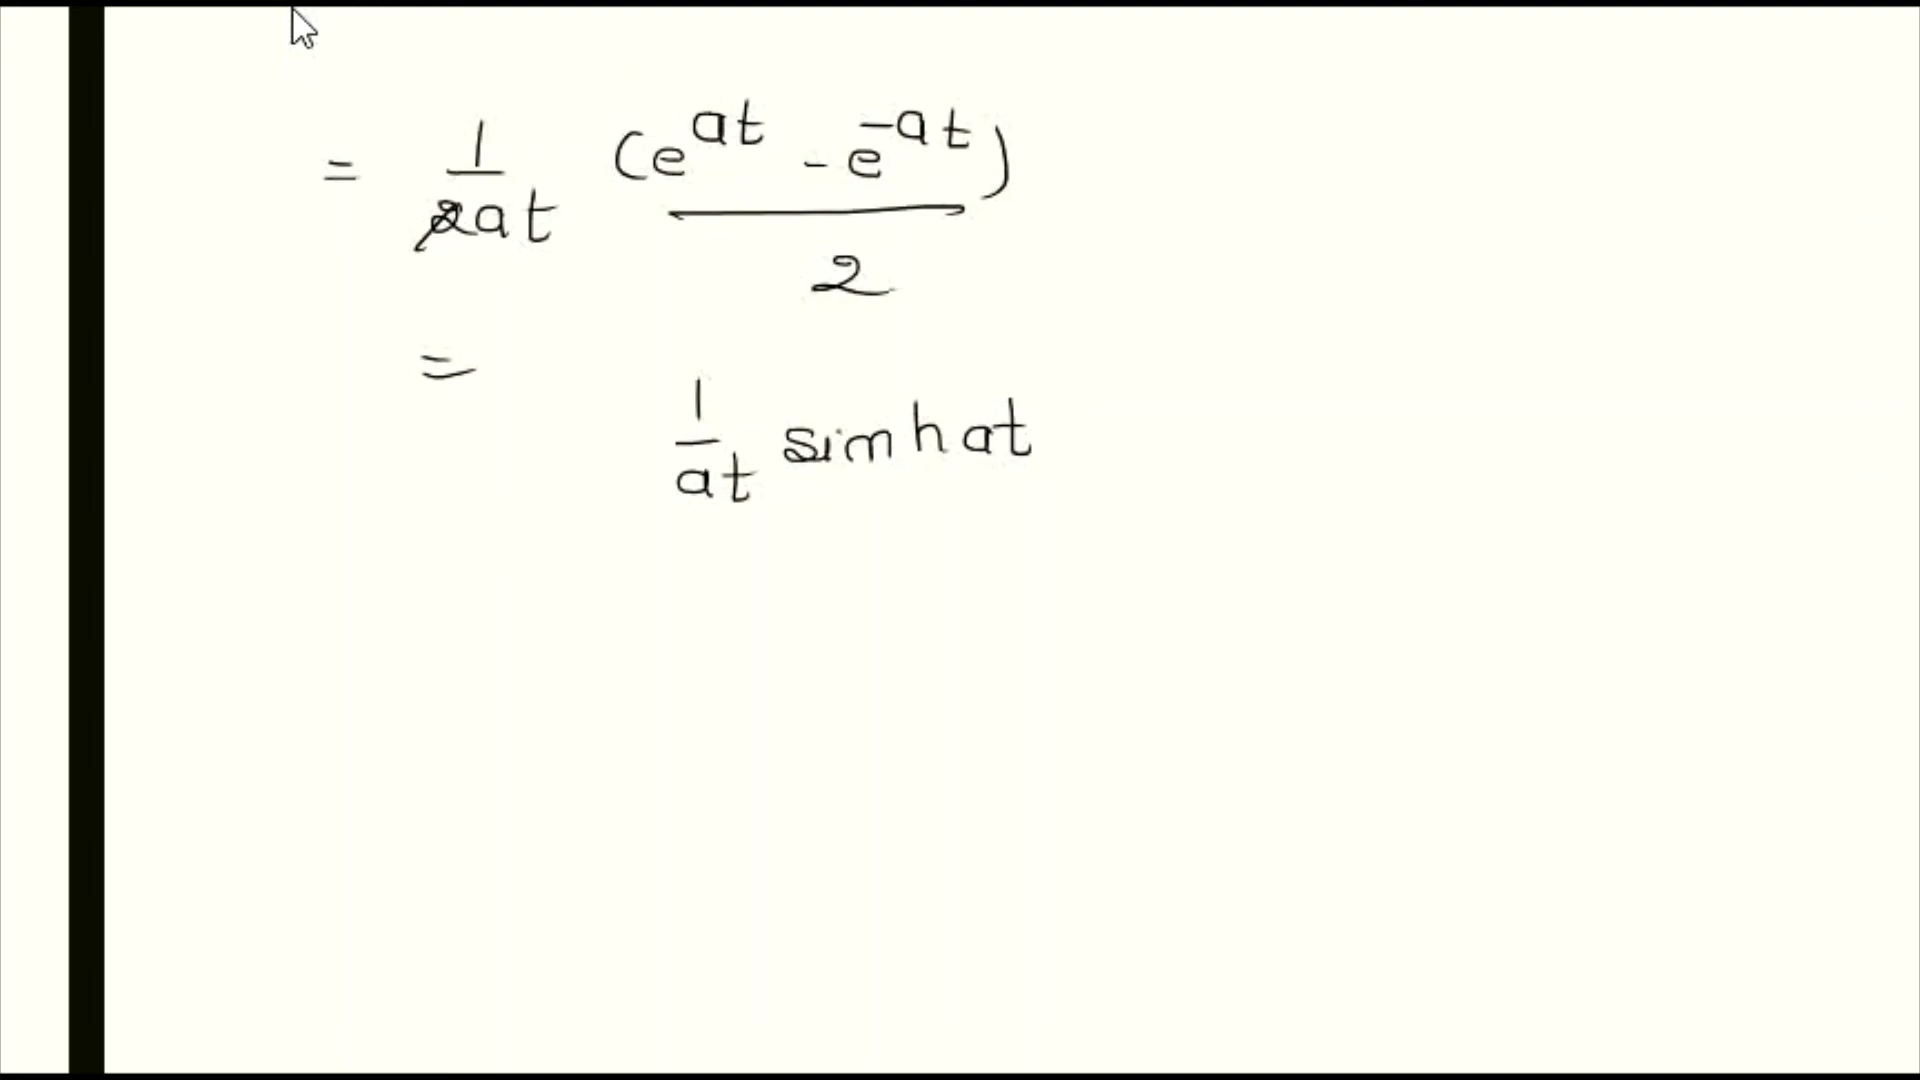 = 1/2at (e^at - e^-at)/2
= 1/at sinh at